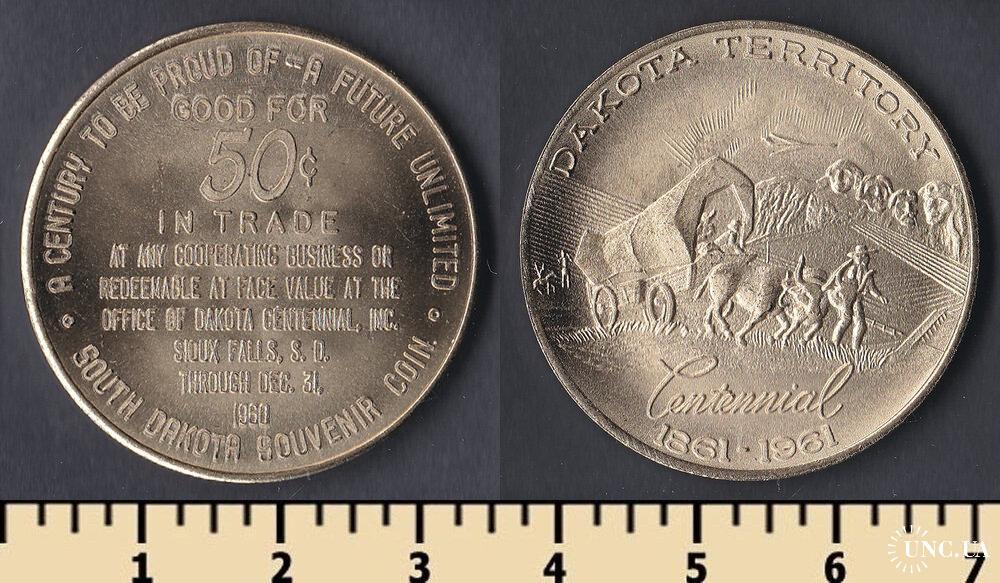 A CENTURY TO BE PROUD OF - A FUTURE UNLIMITED
GOOD FOR
50¢
IN TRADE
AT ANY COOPERATING BUSINESS OR
REDEEMABLE AT FACE VALUE AT THE
OFFICE OF DAKOTA CENTENNIAL, INC.
SIOUX FALLS, S. D.
THROUGH DEC. 31,
1960
• SOUTH DAKOTA SOUVENIR COIN •
DAKOTA TERRITORY
Centennial
1861 · 1961
1 2 3 4 5 6 7
UNC.UA